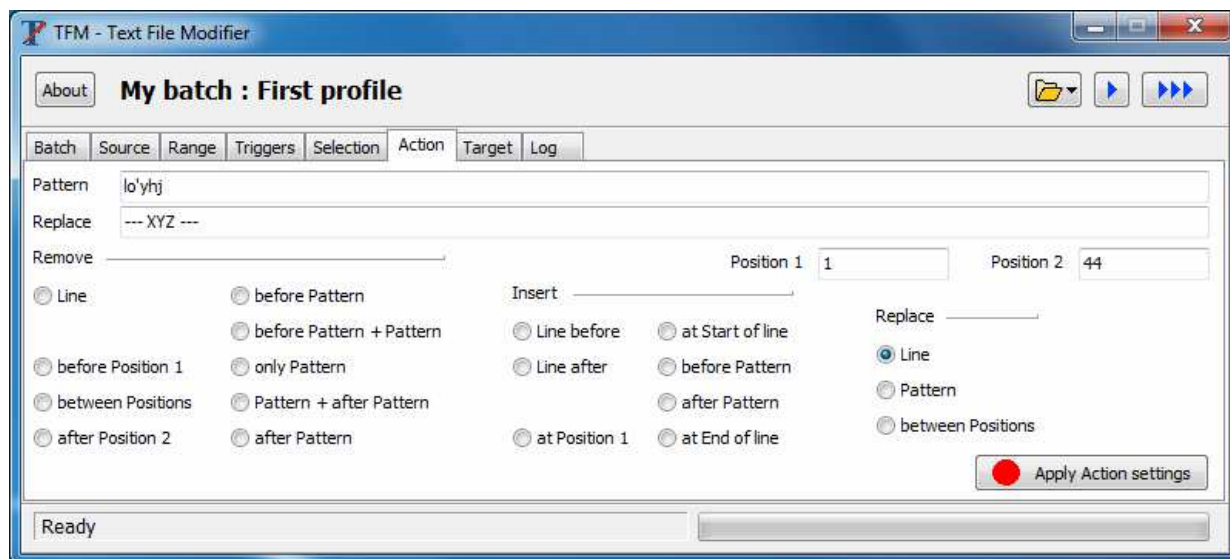 TFM - Text File Modifier
About My batch : First profile
Batch Source Range Triggers Selection Action Target Log
Pattern lo'yhj
Replace --- XYZ ---
Remove Position 1 1 Position 2 44
Line before Pattern Insert
before Pattern + Pattern Line before at Start of line Replace
before Position 1 only Pattern Line after before Pattern Line
between Positions Pattern + after Pattern after Pattern Pattern
after Position 2 after Pattern at Position 1 at End of line between Positions
Apply Action settings
Ready